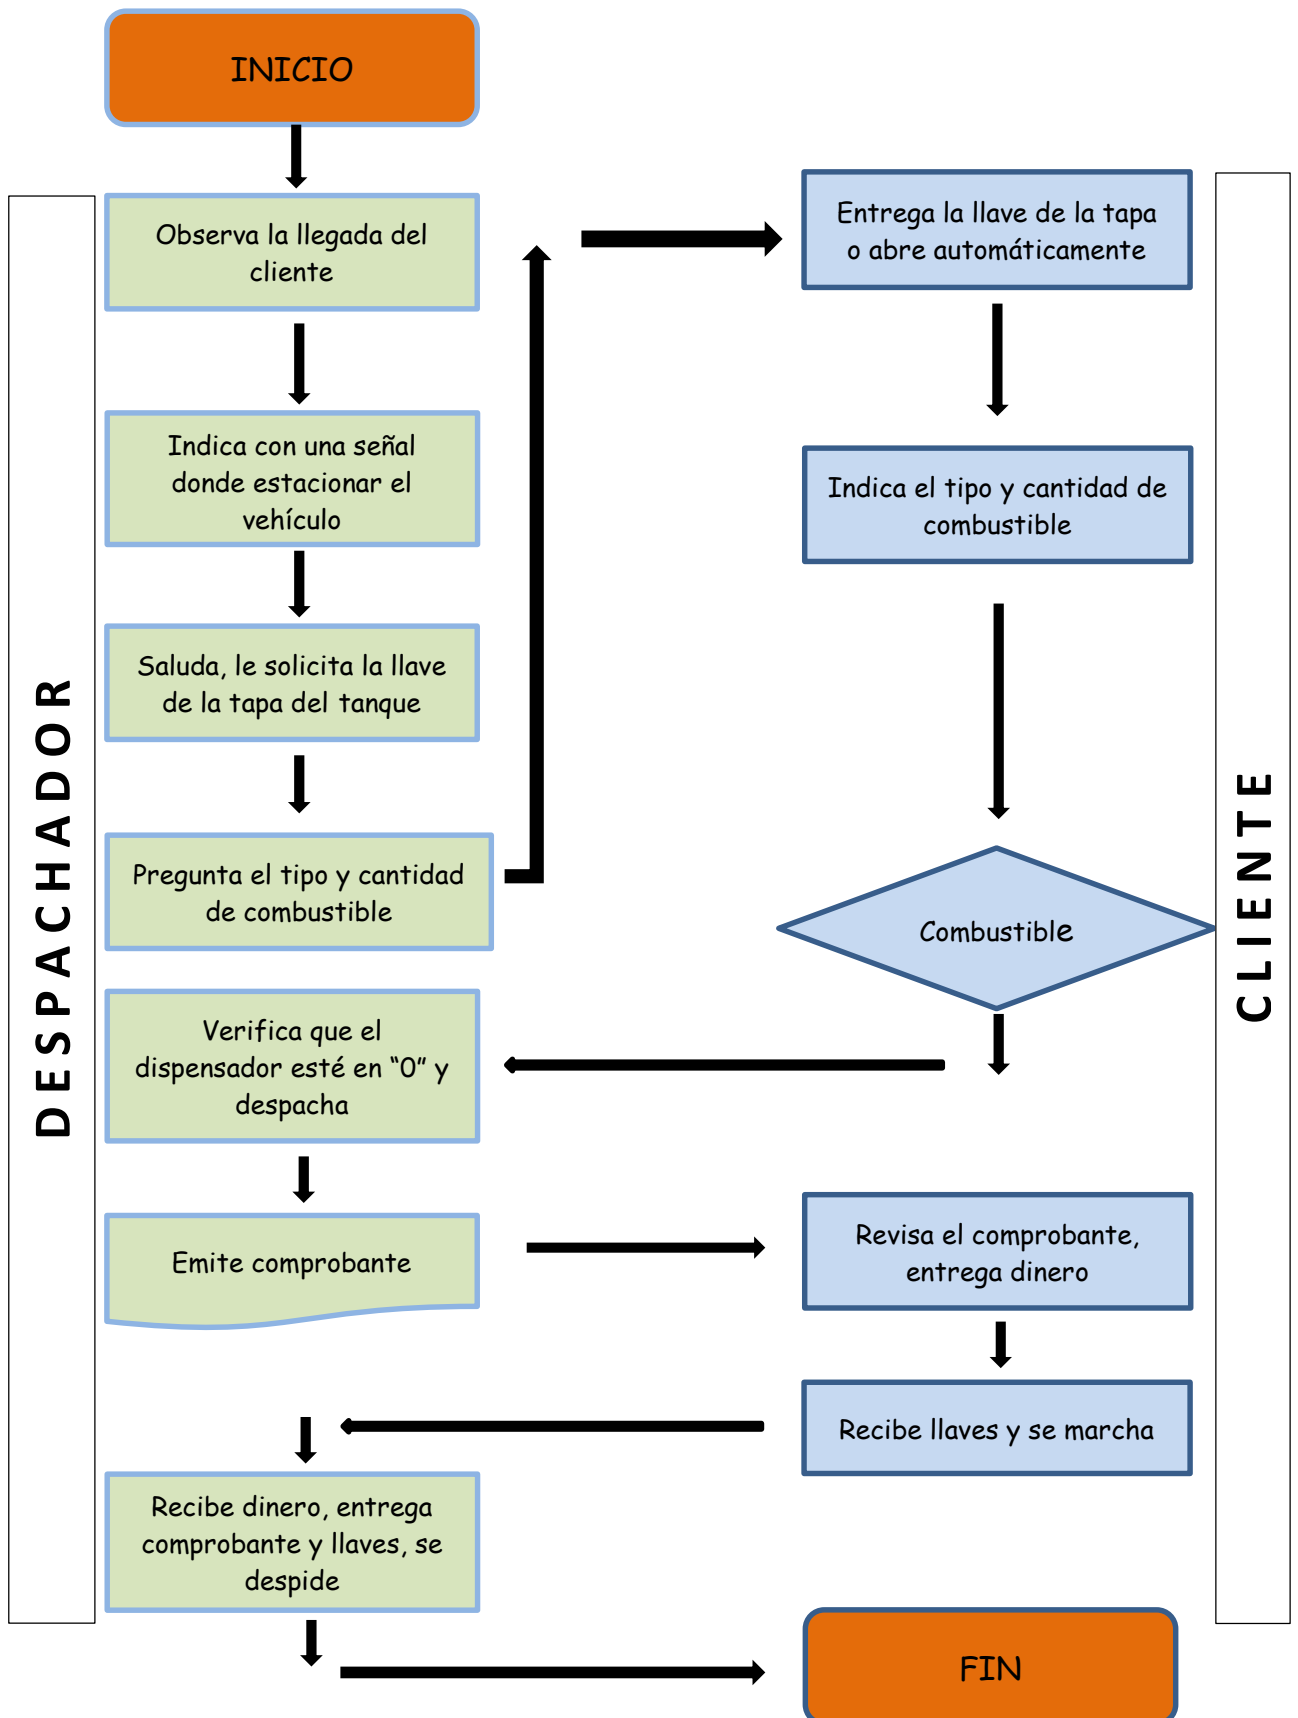 INICIO
Observa la llegada del
cliente
Indica con una señal
donde estacionar el
vehículo
Saluda, le solicita la llave
de la tapa del tanque
Pregunta el tipo y cantidad
de combustible
Entrega la llave de la tapa
o abre automáticamente
Indica el tipo y cantidad de
combustible
Combustible
Verifica que el
dispensador esté en “0” y
despacha
Emite comprobante
Revisa el comprobante,
entrega dinero
Recibe llaves y se marcha
Recibe dinero, entrega
comprobante y llaves, se
despide
FIN
DESPACHADOR
CLIENTE